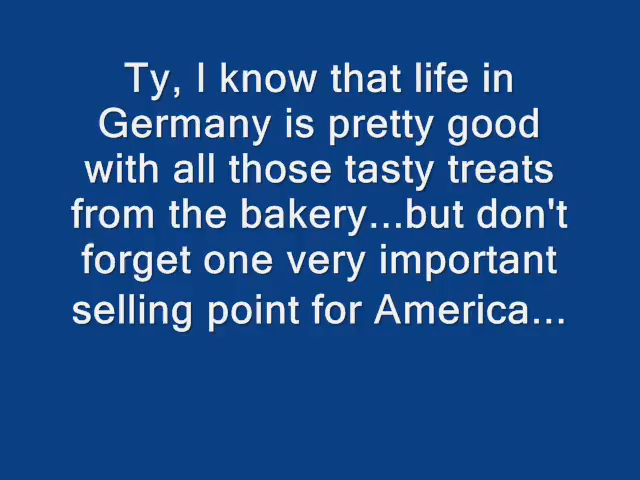 Ty, I know that life in
Germany is pretty good
with all those tasty treats
from the bakery...but don't
forget one very important
selling point for America...